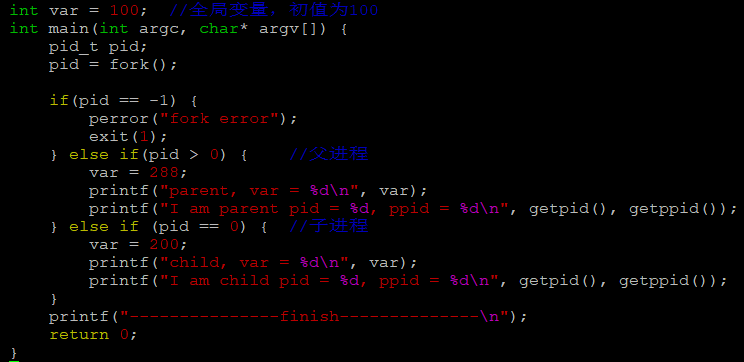 int var = 100;  //全局变量，初值为100
int main(int argc, char* argv[]) {
    pid_t pid;
    pid = fork();

    if(pid == -1) {
        perror("fork error");
        exit(1);
    } else if(pid > 0) {    //父进程
        var = 288;
        printf("parent, var = %d\n", var);
        printf("I am parent pid = %d, ppid = %d\n", getpid(), getppid());
    } else if (pid == 0) {  //子进程
        var = 200;
        printf("child, var = %d\n", var);
        printf("I am child pid = %d, ppid = %d\n", getpid(), getppid());
    }
    printf("---------------finish--------------\n");
    return 0;
}